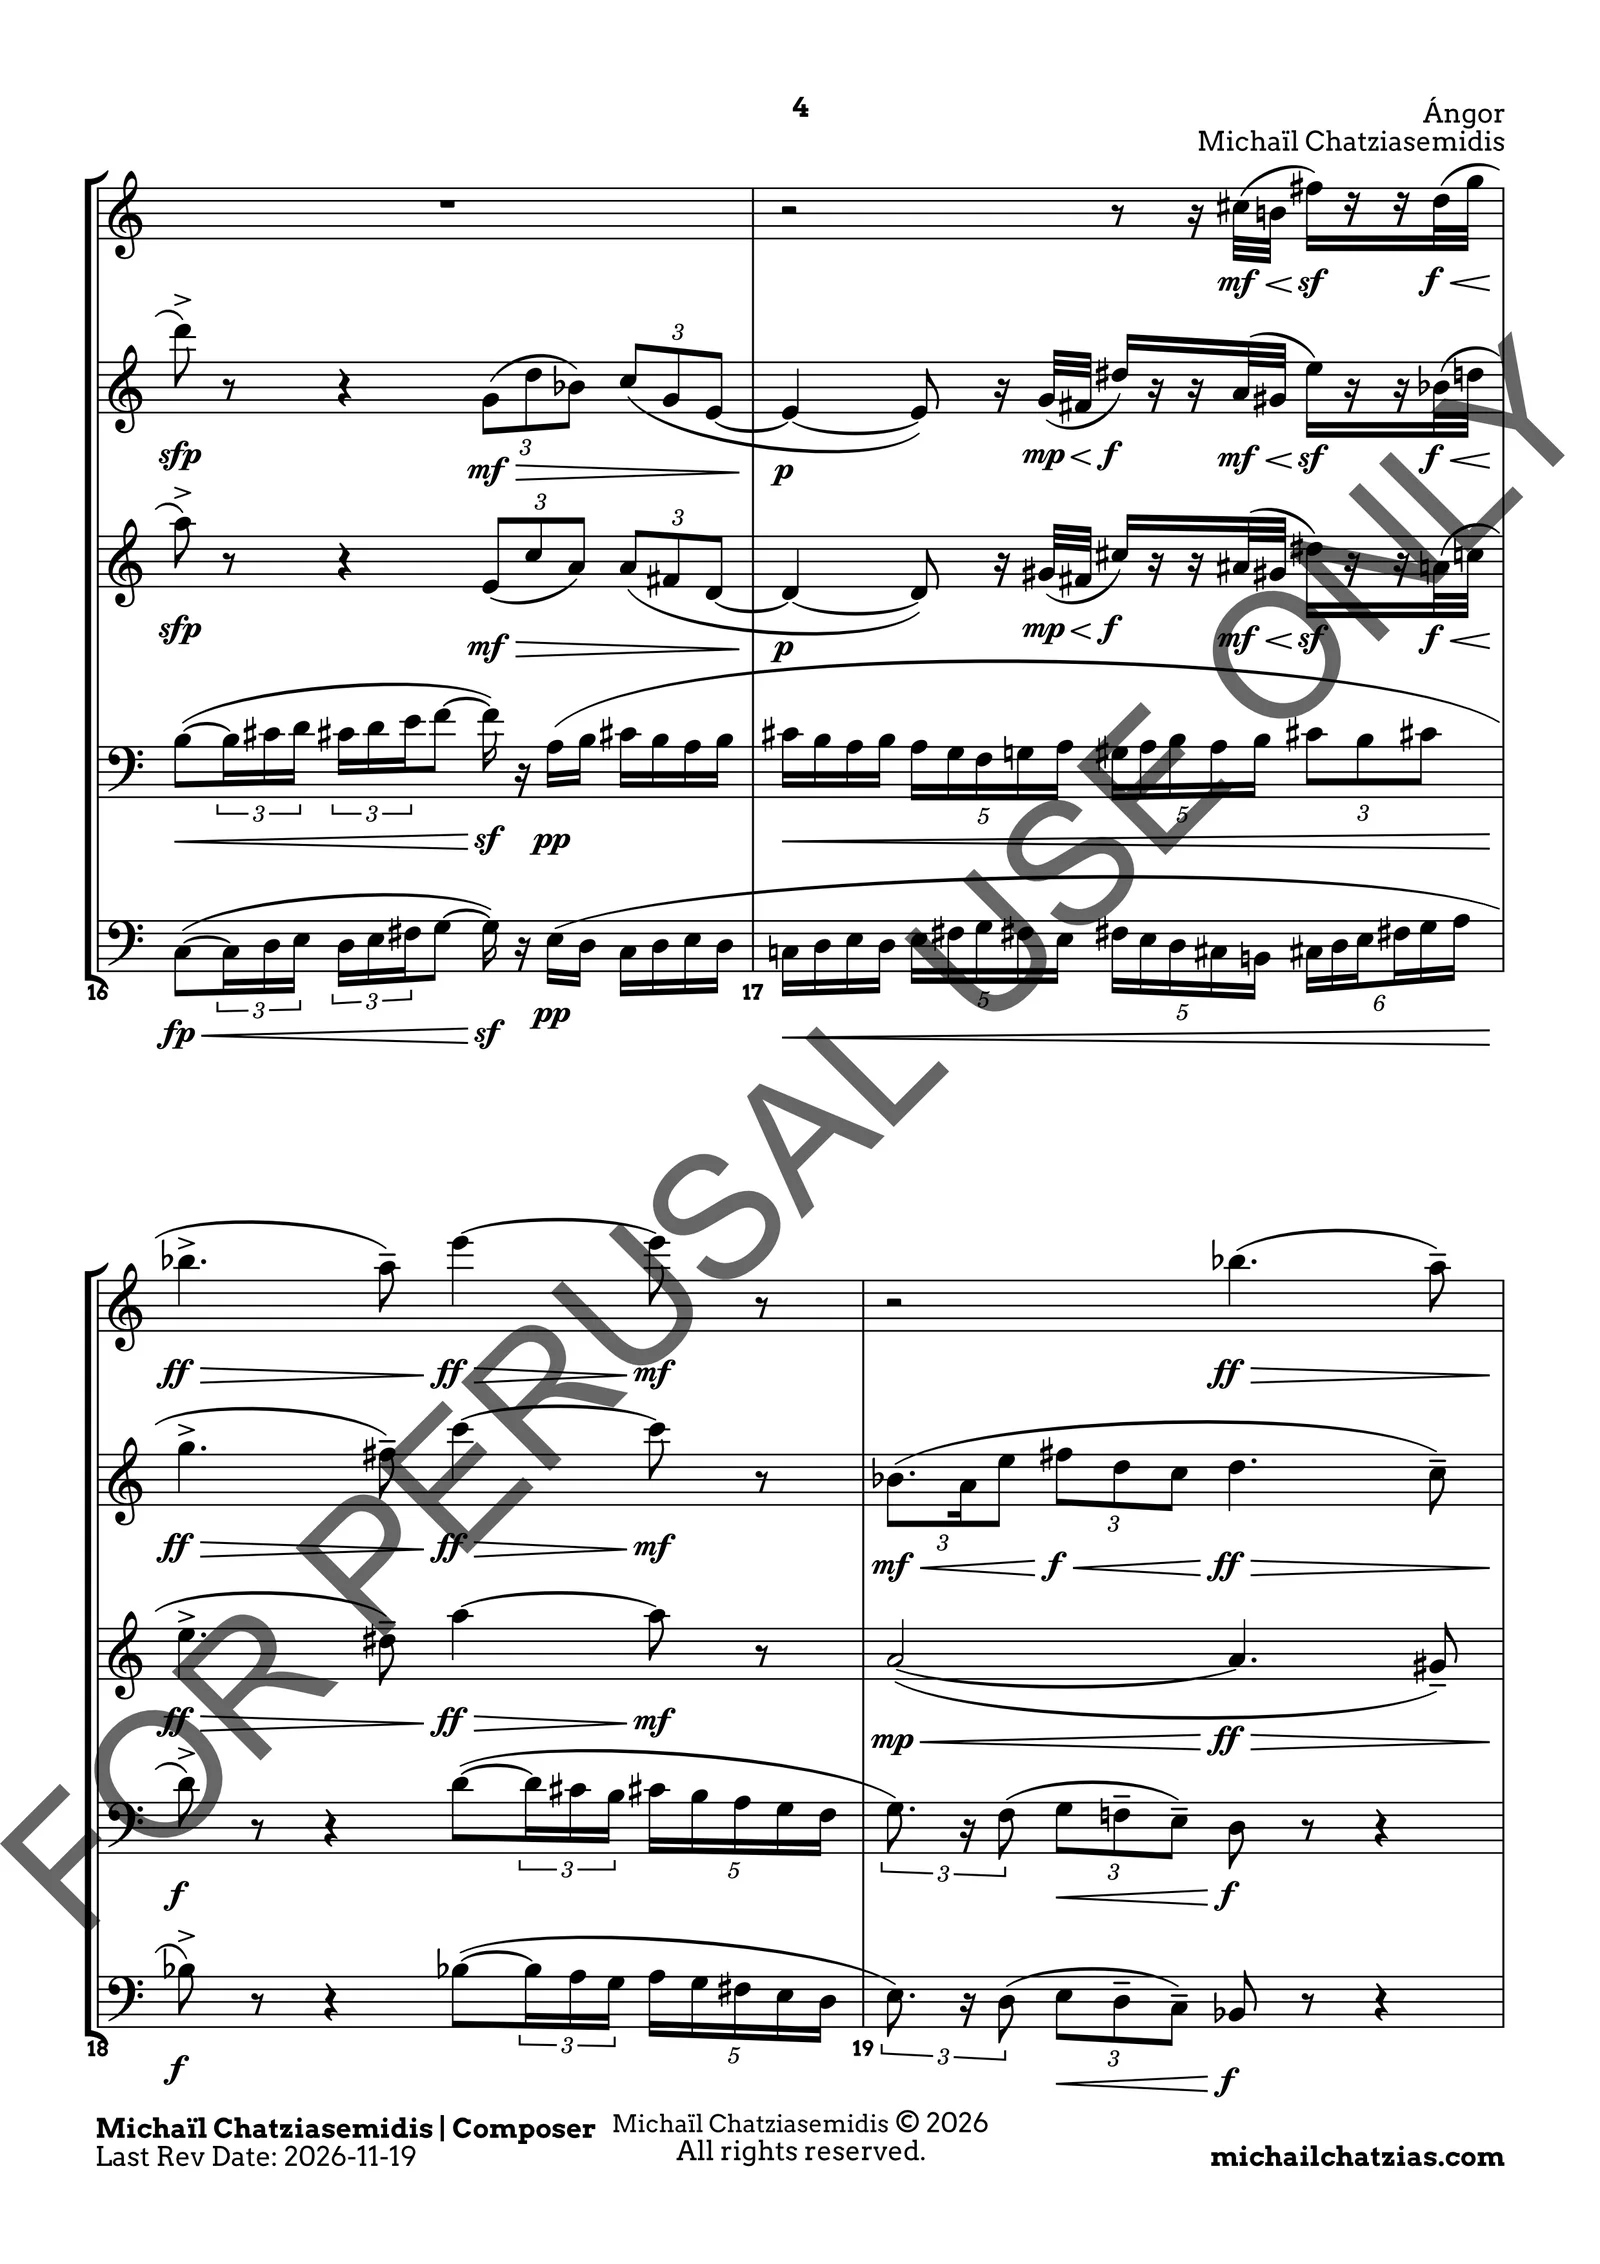 4
Ángor
Michaïl Chatziasemidis
3
3
sfp
mf
p
mf
sf
f
mp
f
mf
sf
f
3
3
sfp
mf
p
mp
f
mf
sf
f
3
3
5
5
3
sf
pp
16
3
3
17
5
5
6
fp
sf
pp
FOR PERUSAL USE ONLY
ff
ff
mf
ff
ff
ff
mf
3
3
mf
f
ff
ff
ff
mf
mp
ff
3
5
3
3
f
f
18
3
5
19
3
3
f
f
Michaïl Chatziasemidis | Composer
Last Rev Date: 2026-11-19
Michaïl Chatziasemidis © 2026
All rights reserved.
michailchatzias.com